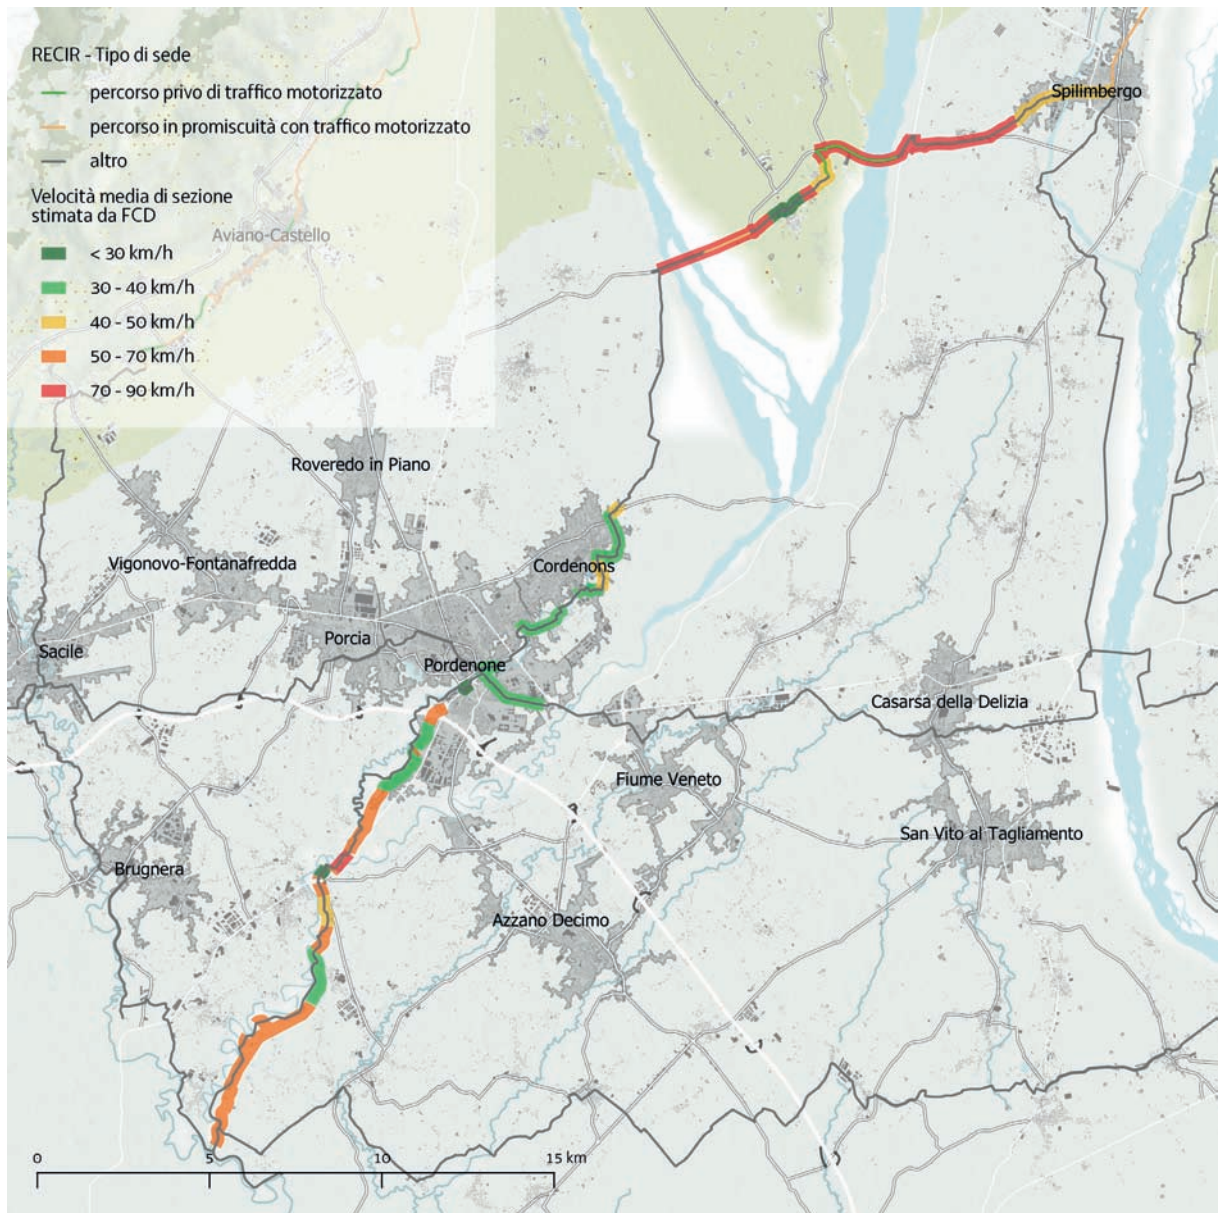 RECIR - Tipo di sede
percorso privo di traffico motorizzato
percorso in promiscuità con traffico motorizzato
altro
Velocità media di sezione
stimata da FCD
< 30 km/h
30 - 40 km/h
40 - 50 km/h
50 - 70 km/h
70 - 90 km/h
Spilimbergo
Aviano-Castello
Roveredo in Piano
Vigonovo-Fontanafredda
Cordenons
Porcia
Sacile
Pordenone
Casarsa della Delizia
Fiume Veneto
San Vito al Tagliamento
Brugnera
Azzano Decimo
0 5 10 15 km